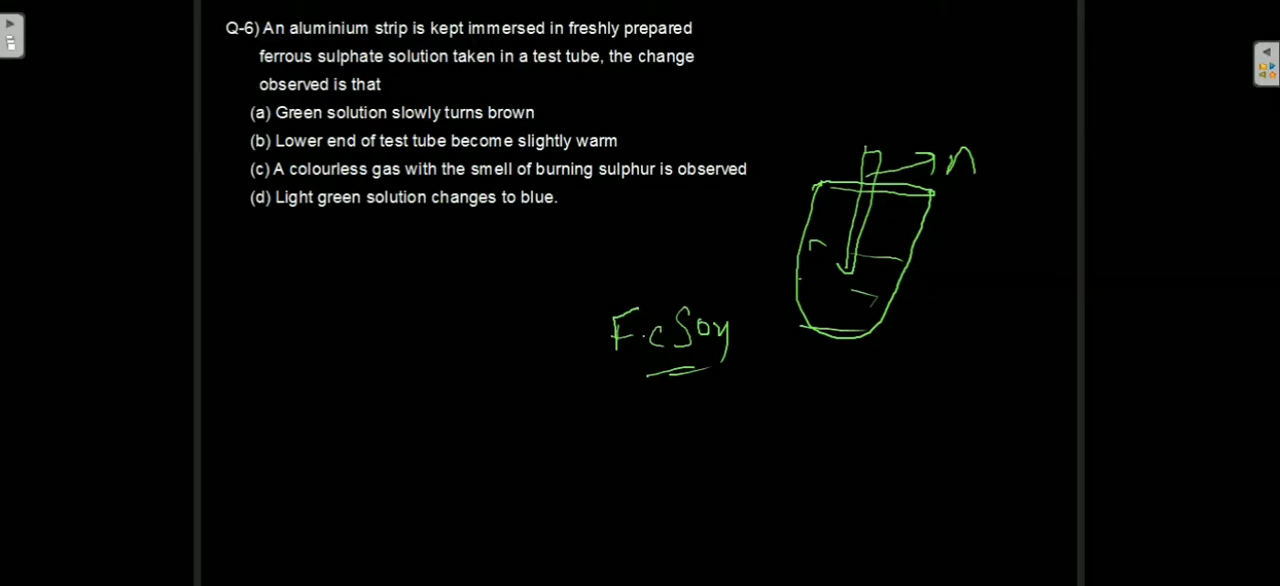 Q-6) An aluminium strip is kept immersed in freshly prepared
ferrous sulphate solution taken in a test tube, the change
observed is that
(a) Green solution slowly turns brown
(b) Lower end of test tube become slightly warm
(c) A colourless gas with the smell of burning sulphur is observed
(d) Light green solution changes to blue.
FeSO4